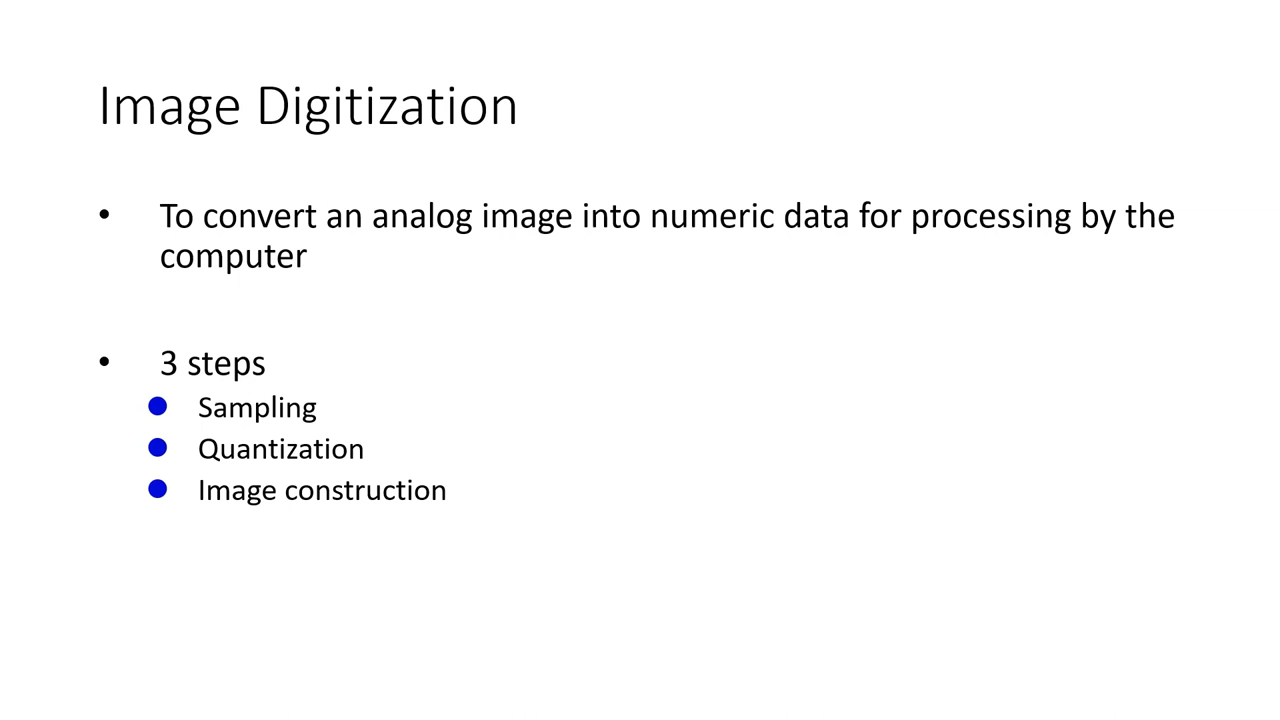 Image Digitization
• To convert an analog image into numeric data for processing by the
computer
• 3 steps
● Sampling
● Quantization
● Image construction